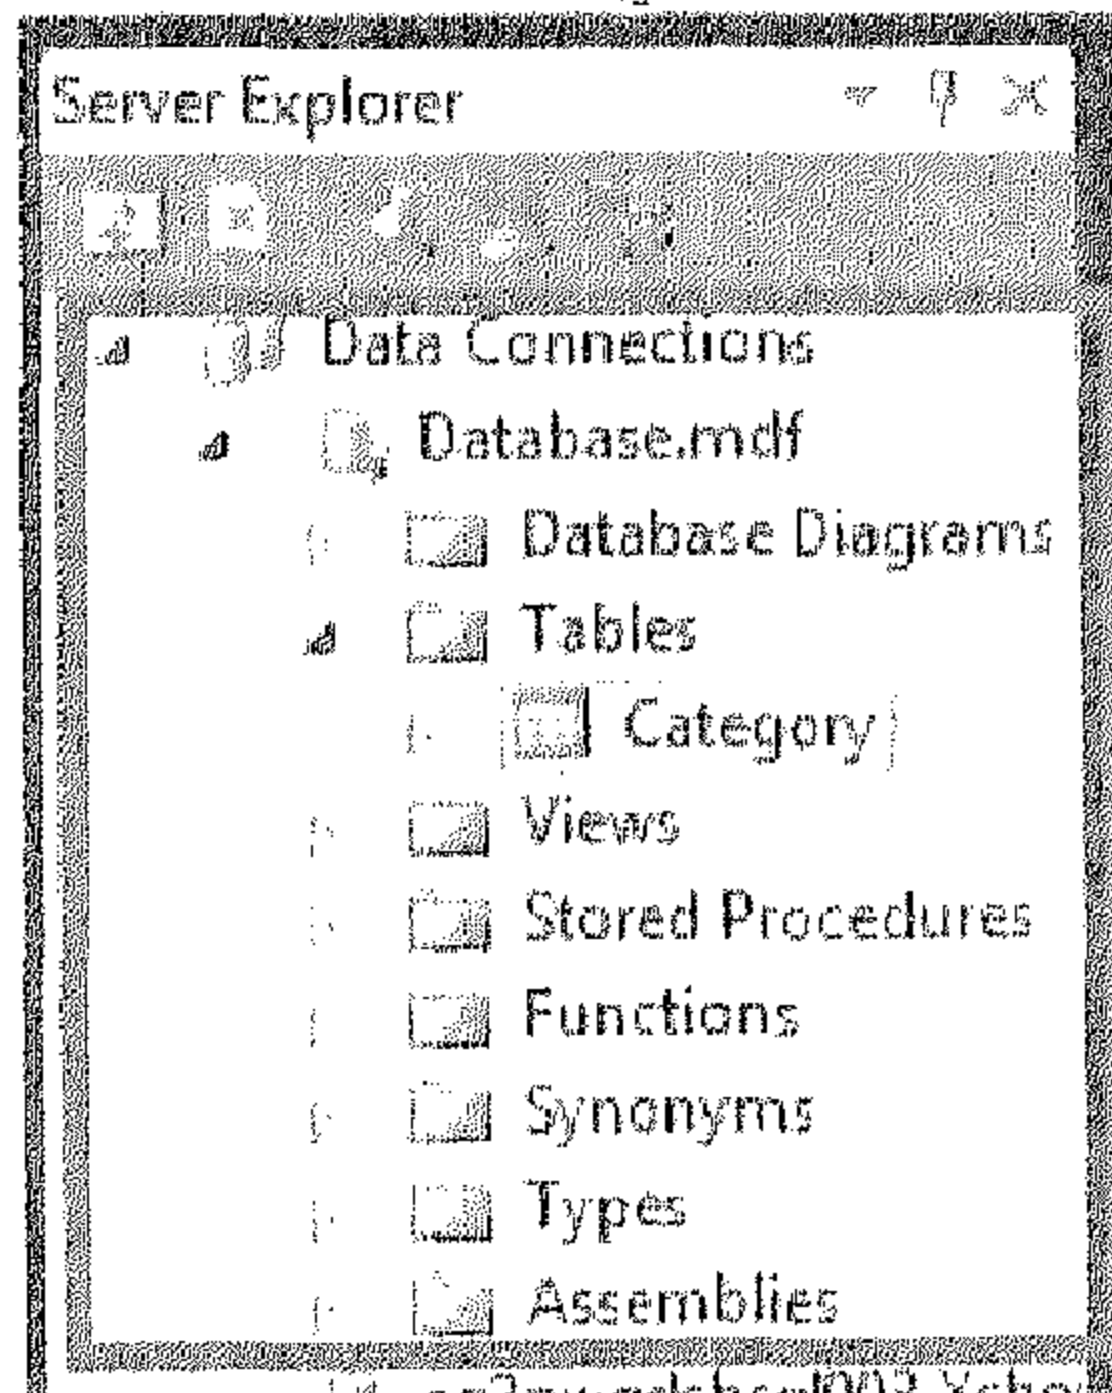 Server Explorer
Data Connections
Database.mdf
Database Diagrams
Tables
Category
Views
Stored Procedures
Functions
Synonyms
Types
Assemblies